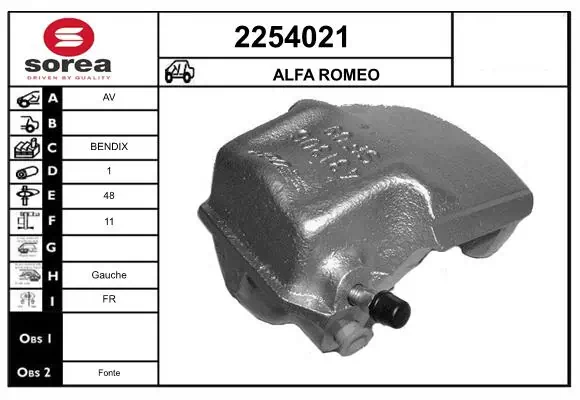 sorea
DRIVEN BY QUALITY
2254021
ALFA ROMEO
A AV
B
C BENDIX
D 1
E 48
F 11
G
H Gauche
I FR
OBS 1
OBS 2 Fonte